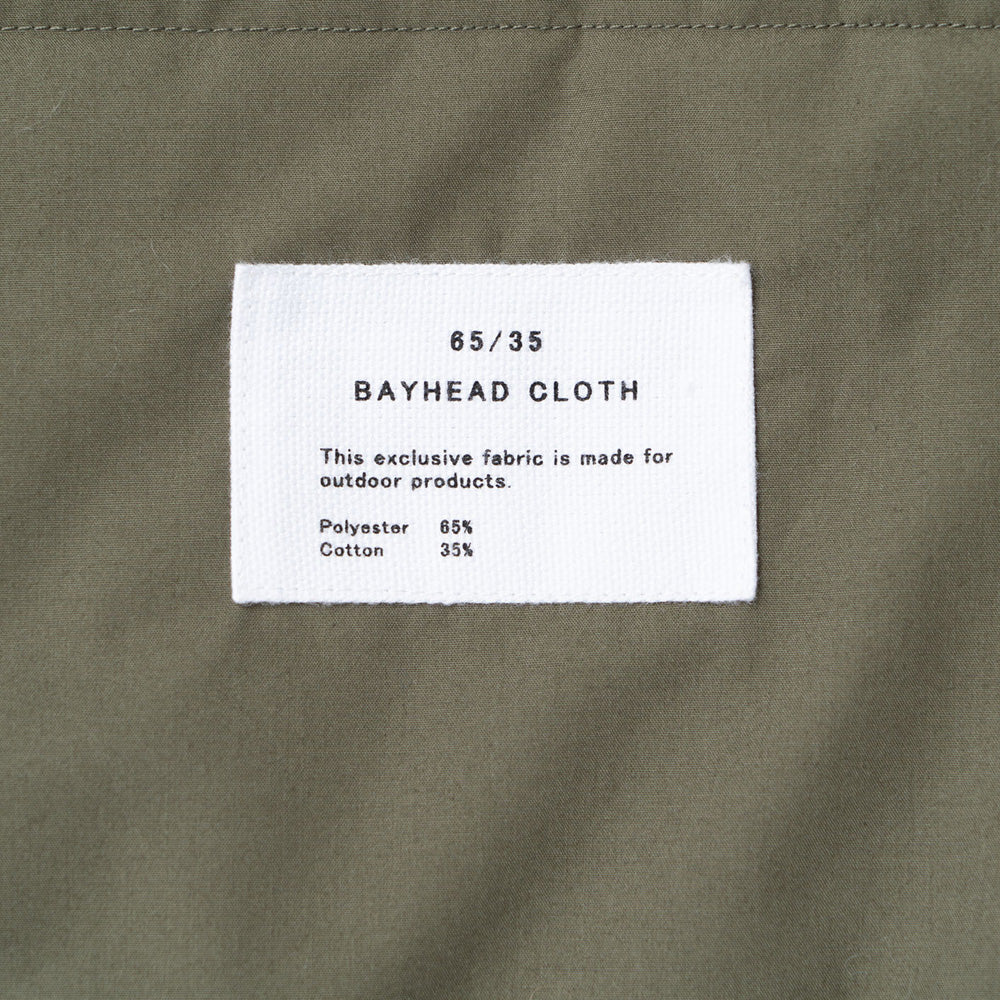 65/35
BAYHEAD CLOTH
This exclusive fabric is made for
outdoor products.
Polyester 65%
Cotton 35%